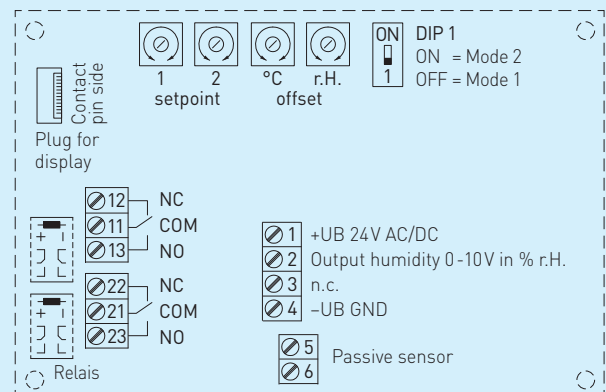 ON DIP 1
ON = Mode 2
1 OFF = Mode 1
1 2 °C r.H.
setpoint offset
Contact
pin side
Plug for
display
12 NC
11 COM
13 NO
22 NC
21 COM
23 NO
+ –
+ –
Relais
1 +UB 24V AC/DC
2 Output humidity 0-10V in % r.H.
3 n.c.
4 –UB GND
5 Passive sensor
6